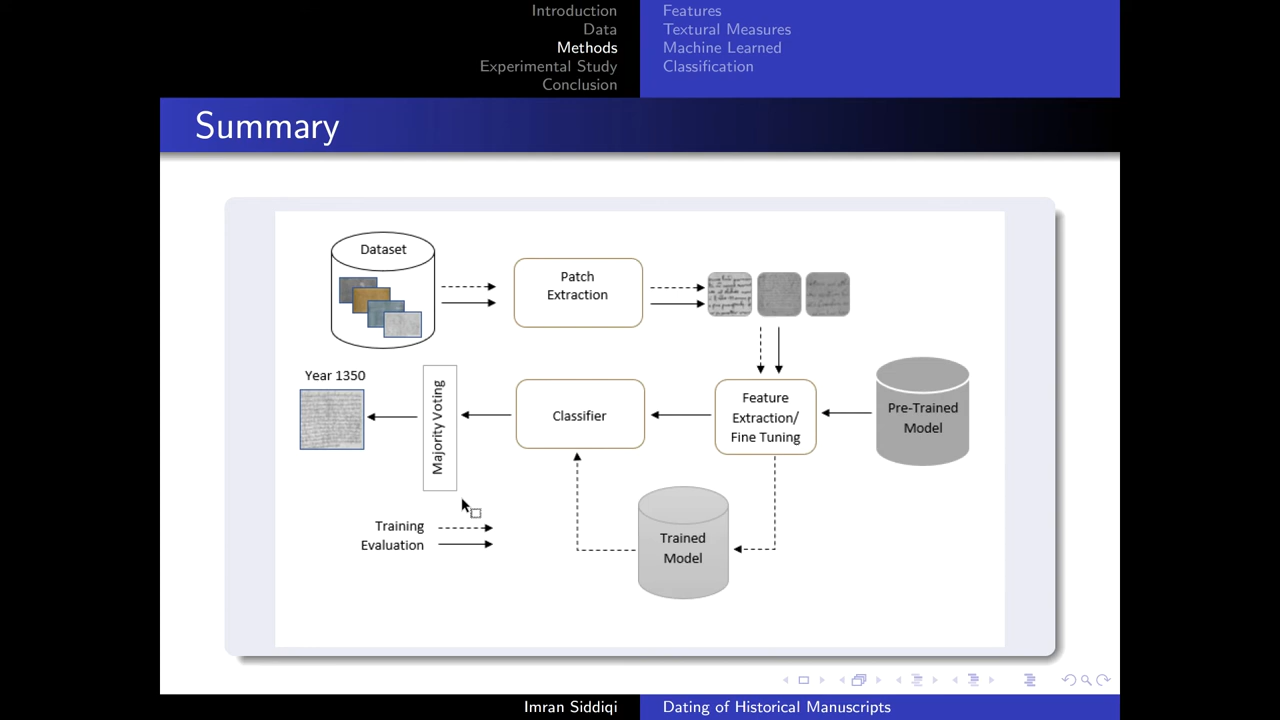 Introduction
Data
Methods
Experimental Study
Conclusion
Features
Textural Measures
Machine Learned
Classification
Summary
Dataset
Patch
Extraction
Year 1350
Majority Voting
Classifier
Feature
Extraction/
Fine Tuning
Pre-Trained
Model
Trained
Model
Training
Evaluation
Imran Siddiqi
Dating of Historical Manuscripts